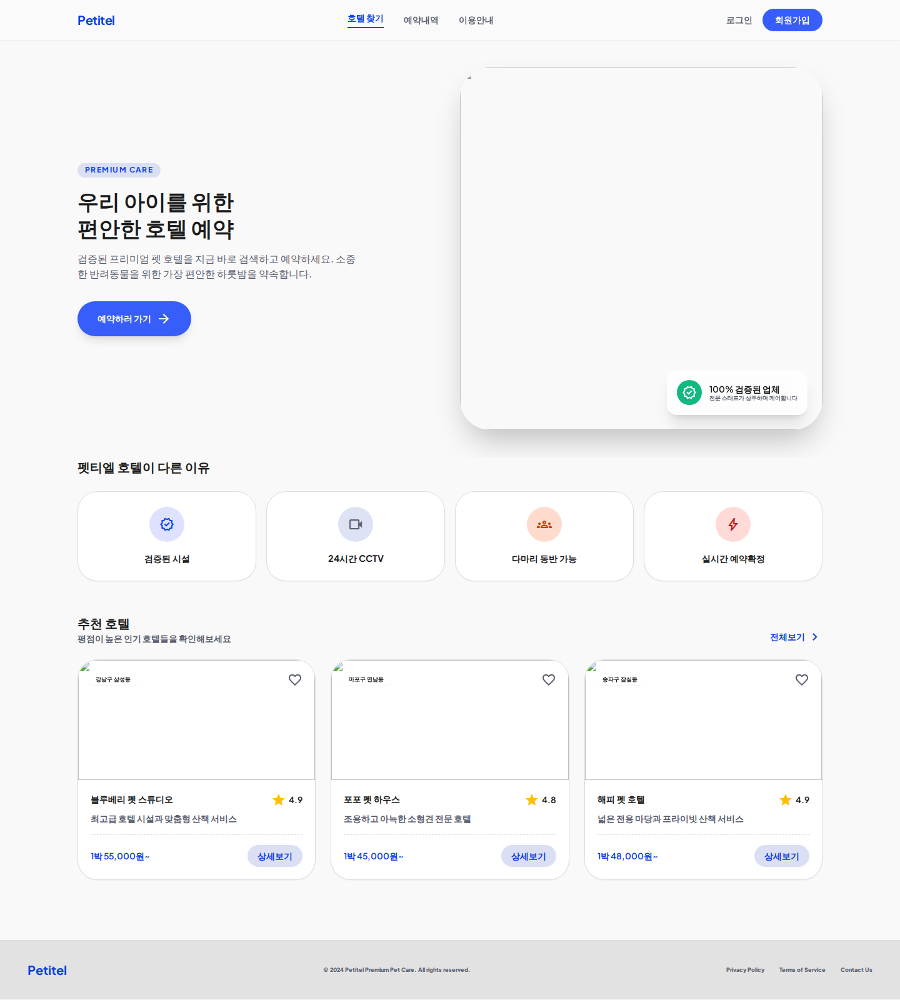 Petitel
호텔 찾기
예약내역
이용안내
로그인
회원가입
PREMIUM CARE
우리 아이를 위한
편안한 호텔 예약
검증된 프리미엄 펫 호텔을 지금 바로 검색하고 예약하세요. 소중
한 반려동물을 위한 가장 편안한 하룻밤을 약속합니다.
예약하러 가기
100% 검증된 업체
전문 스태프가 상주하며 케어합니다
펫티엘 호텔이 다른 이유
검증된 시설
24시간 CCTV
다마리 동반 가능
실시간 예약확정
추천 호텔
평점이 높은 인기 호텔들을 확인해보세요
전체보기
강남구 삼성동
마포구 연남동
송파구 잠실동
블루베리 펫 스튜디오
4.9
포포 펫 하우스
4.8
해피 펫 호텔
4.9
최고급 호텔 시설과 맞춤형 산책 서비스
조용하고 아늑한 소형견 전문 호텔
넓은 전용 마당과 프라이빗 산책 서비스
1박 55,000원~
상세보기
1박 45,000원~
상세보기
1박 48,000원~
상세보기
Petitel
© 2024 Petitel Premium Pet Care. All rights reserved.
Privacy Policy
Terms of Service
Contact Us